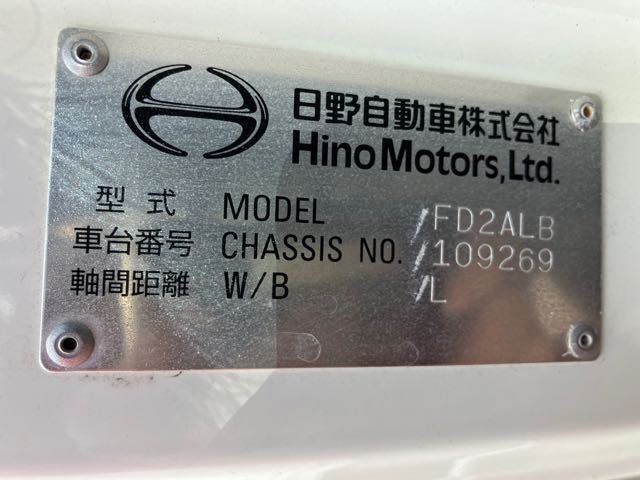 日野自動車株式会社
Hino Motors, Ltd.
型式 MODEL /FD2ALB
車台番号 CHASSIS NO. /109269
軸間距離 W/B /L